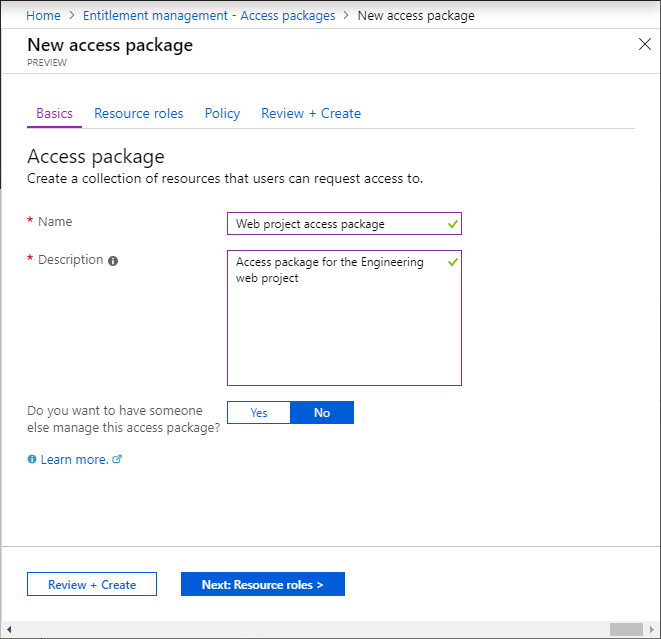 Home > Entitlement management - Access packages > New access package
New access package
PREVIEW
Basics Resource roles Policy Review + Create
Access package
Create a collection of resources that users can request access to.
* Name
Web project access package
* Description
Access package for the Engineering
web project
Do you want to have someone
else manage this access package?
Yes No
Learn more.
Review + Create Next: Resource roles >